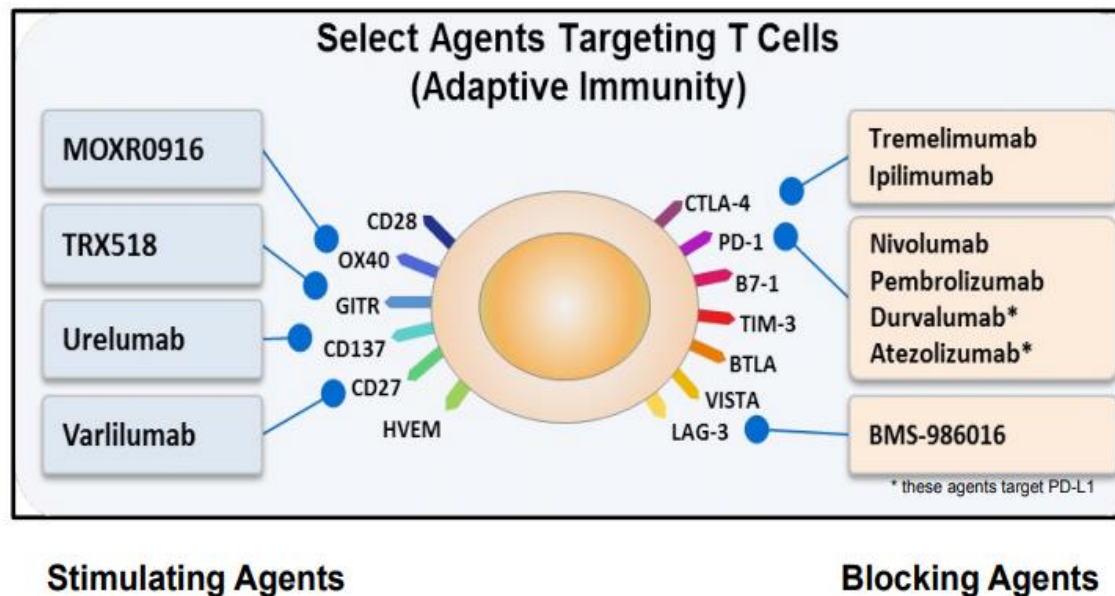 Select Agents Targeting T Cells
(Adaptive Immunity)
MOXR0916
TRX518
Urelumab
Varlilumab
CD28
OX40
GITR
CD137
CD27
HVEM
CTLA-4
PD-1
B7-1
TIM-3
BTLA
VISTA
LAG-3
Tremelimumab
Ipilimumab
Nivolumab
Pembrolizumab
Durvalumab*
Atezolizumab*
BMS-986016
* these agents target PD-L1
Stimulating Agents
Blocking Agents